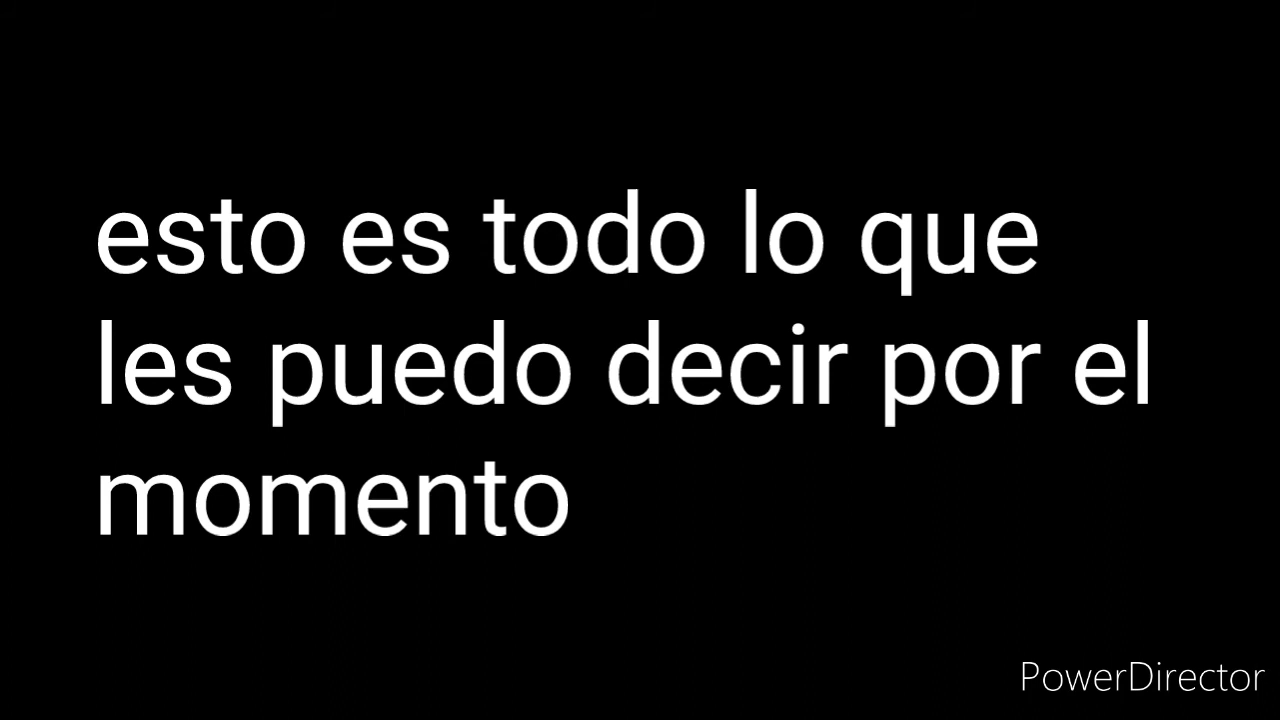 esto es todo lo que
les puedo decir por el
momento
PowerDirector